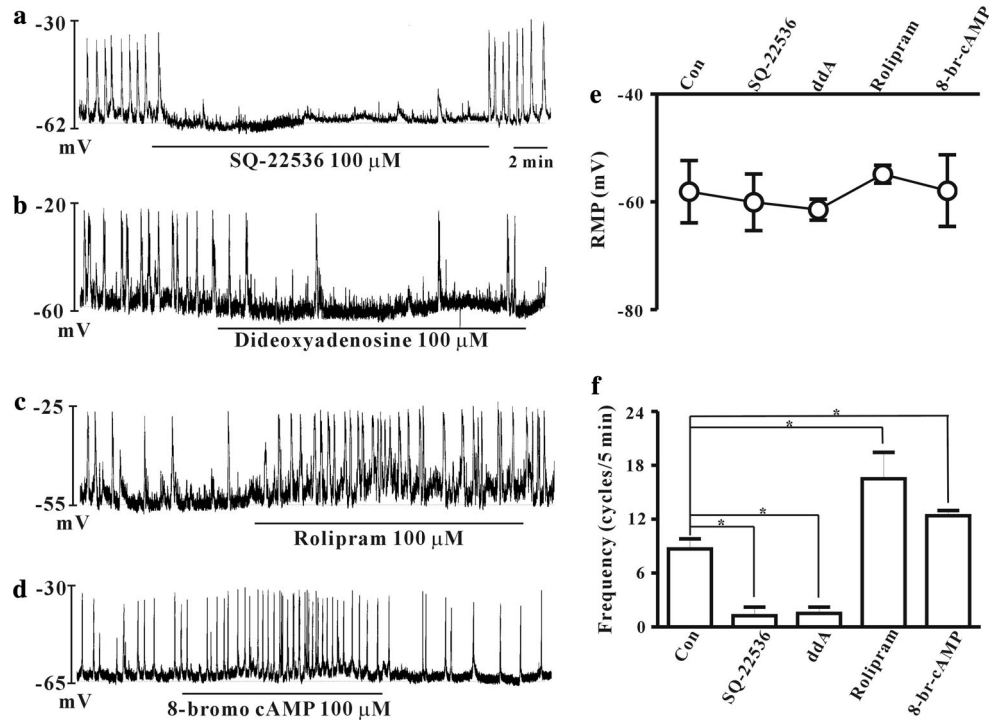 a
-30
-62
mV
SQ-22536 100 μM
2 min
b
-20
-60
mV
Dideoxyadenosine 100 μM
c
-25
-55
mV
Rolipram 100 μM
d
-30
-65
mV
8-bromo cAMP 100 μM
e
Con
SQ-22536
ddA
Rolipram
8-br-cAMP
-40
-60
-80
RMP (mV)
f
24
18
12
6
0
Frequency (cycles/5 min)
*
*
*
*
Con
SQ-22536
ddA
Rolipram
8-br-cAMP